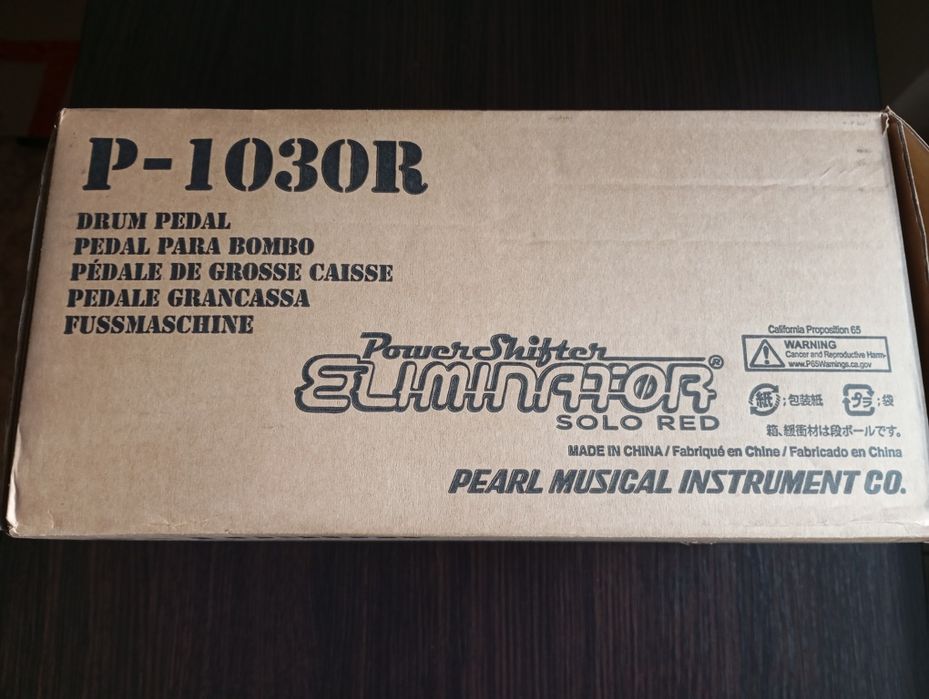 P-1030R
DRUM PEDAL
PEDAL PARA BOMBO
PÉDALE DE GROSSE CAISSE
PEDALE GRANCASSA
FUSSMASCHINE
PowerShifter
ELIMINATOR®
SOLO RED
California Proposition 65
WARNING
Cancer and Reproductive Harm-
www.P65Warnings.ca.gov
紙 ; 包装紙 プラ ; 袋
箱、緩衝材は段ボールです。
MADE IN CHINA / Fabriqué en Chine / Fabricado en China
PEARL MUSICAL INSTRUMENT CO.